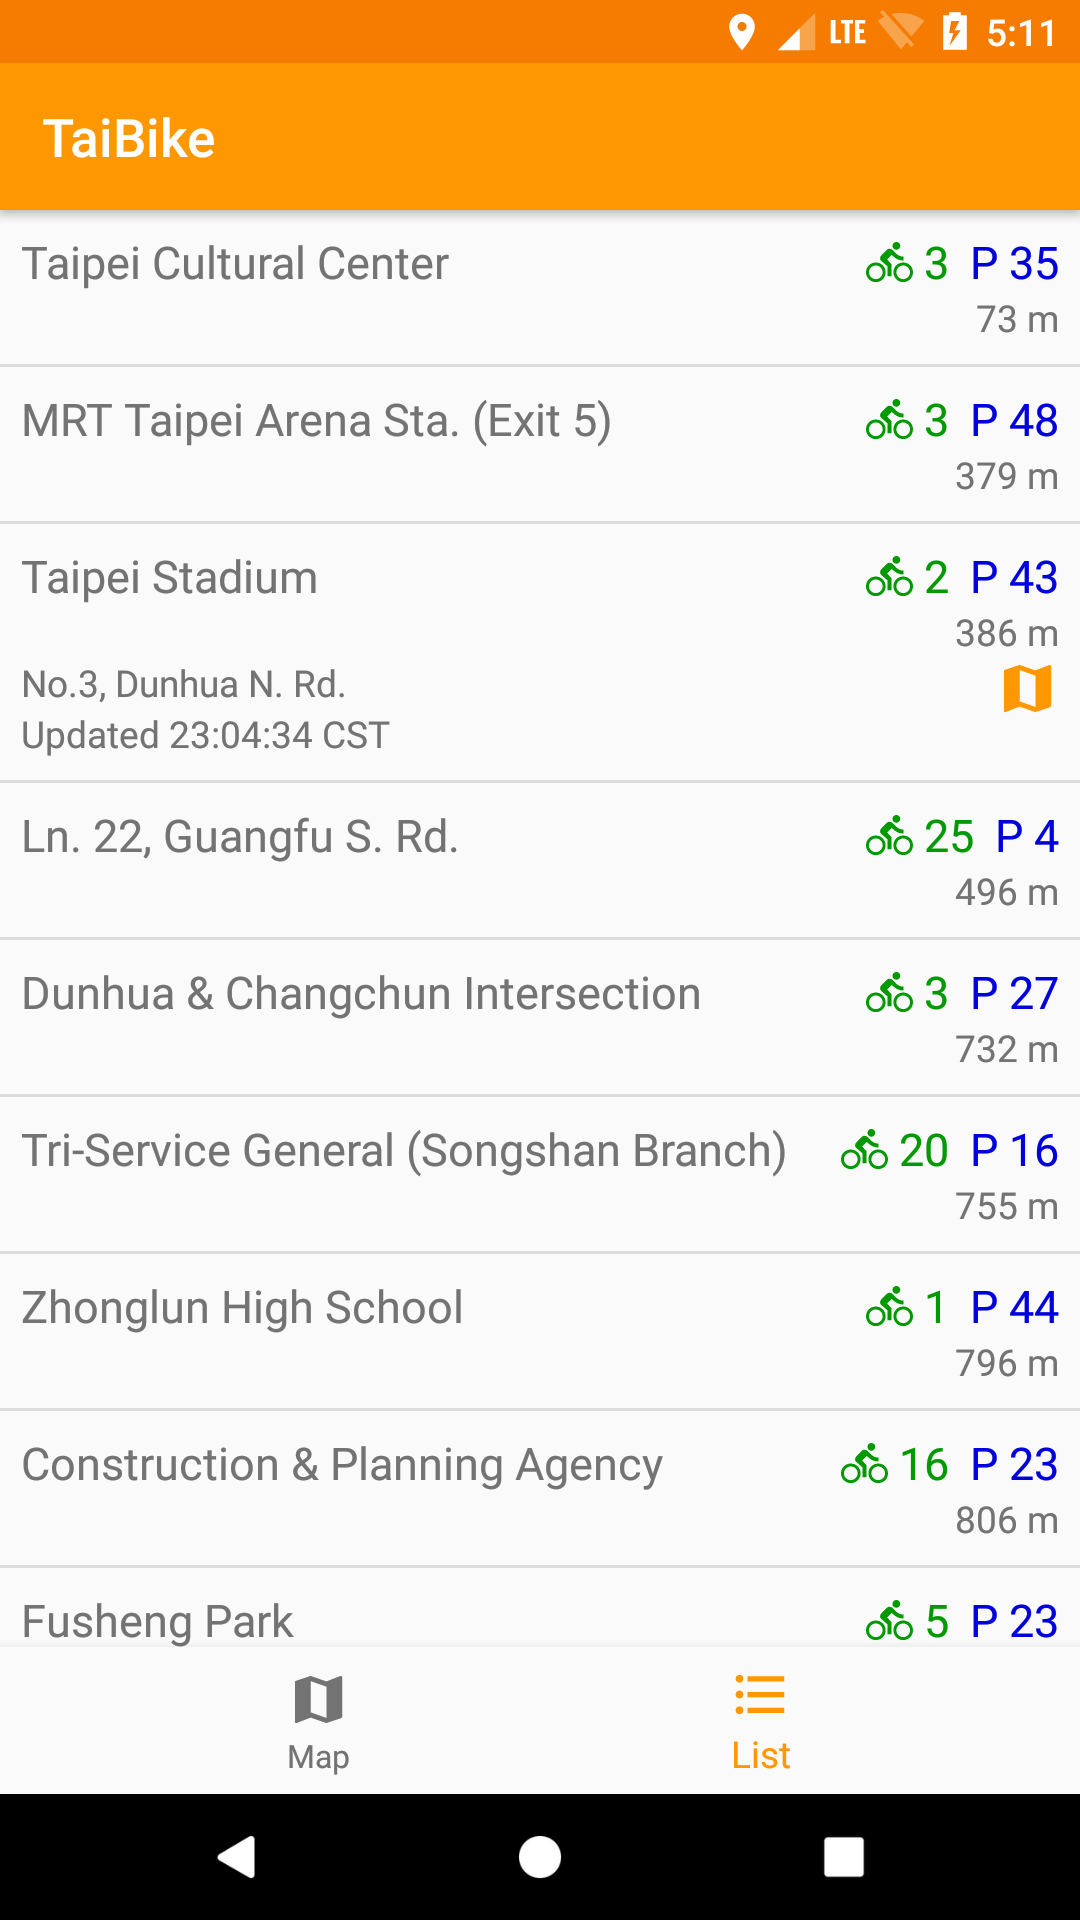 LTE 5:11
TaiBike
Taipei Cultural Center 3 P 35
73 m
MRT Taipei Arena Sta. (Exit 5) 3 P 48
379 m
Taipei Stadium 2 P 43
386 m
No.3, Dunhua N. Rd.
Updated 23:04:34 CST
Ln. 22, Guangfu S. Rd. 25 P 4
496 m
Dunhua & Changchun Intersection 3 P 27
732 m
Tri-Service General (Songshan Branch) 20 P 16
755 m
Zhonglun High School 1 P 44
796 m
Construction & Planning Agency 16 P 23
806 m
Fusheng Park 5 P 23
Map List